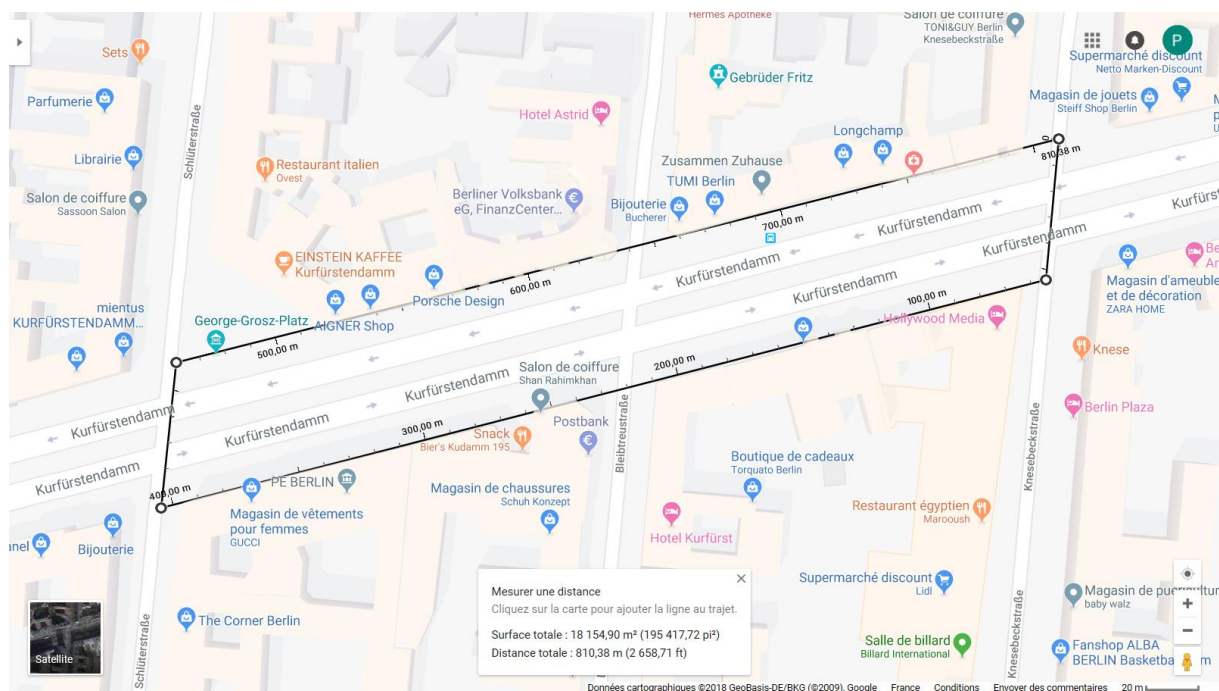 Hermes Apotheke
Salon de coiffure
TONI&GUY Berlin
Knesebeckstraße
P
Sets
Supermarché discount
Netto Marken-Discount
Gebrüder Fritz
Parfumerie
Magasin de jouets
Steiff Shop Berlin
Hotel Astrid
Schlüterstraße
Longchamp
0
810,38 m
Librairie
Restaurant italien
Ovest
Zusammen Zuhause
TUMI Berlin
Salon de coiffure
Sassoon Salon
Berliner Volksbank
eG, FinanzCenter...
Bijouterie
Bucherer
700,00 m
Kurfürstendamm
Kurfürstendamm
Kurfürstendamm
EINSTEIN KAFFEE
Kurfürstendamm
600,00 m
Kurfürstendamm
Kurfürstendamm
Magasin d'ameuble
et de décoration
ZARA HOME
Porsche Design
100,00 m
mientus
KURFÜRSTENDAMM...
George-Grosz-Platz
AIGNER Shop
Hollywood Media
500,00 m
Kurfürstendamm
Knese
200,00 m
Salon de coiffure
Shan Rahimkhan
Kurfürstendamm
Kurfürstendamm
Kurfürstendamm
Kurfürstendamm
Berlin Plaza
300,00 m
Snack
Bier's Kudamm 195
Postbank
Bleibtreustraße
Knesebeckstraße
Boutique de cadeaux
Torquato Berlin
PE BERLIN
400,00 m
Magasin de chaussures
Schuh Konzept
Magasin de vêtements
pour femmes
GUCCI
Restaurant égyptien
Marooush
Hotel Kurfürst
Bijouterie
Supermarché discount
Lidl
Mesurer une distance
Cliquez sur la carte pour ajouter la ligne au trajet.
Surface totale : 18 154,90 m² (195 417,72 pi²)
Distance totale : 810,38 m (2 658,71 ft)
Magasin de puéricultur
baby walz
The Corner Berlin
Schlüterstraße
Salle de billard
Billard International
Knesebeckstraße
Fanshop ALBA
BERLIN Basketba m
Satellite
Données cartographiques ©2018 GeoBasis-DE/BKG (©2009), Google France Conditions Envoyer des commentaires 20 m